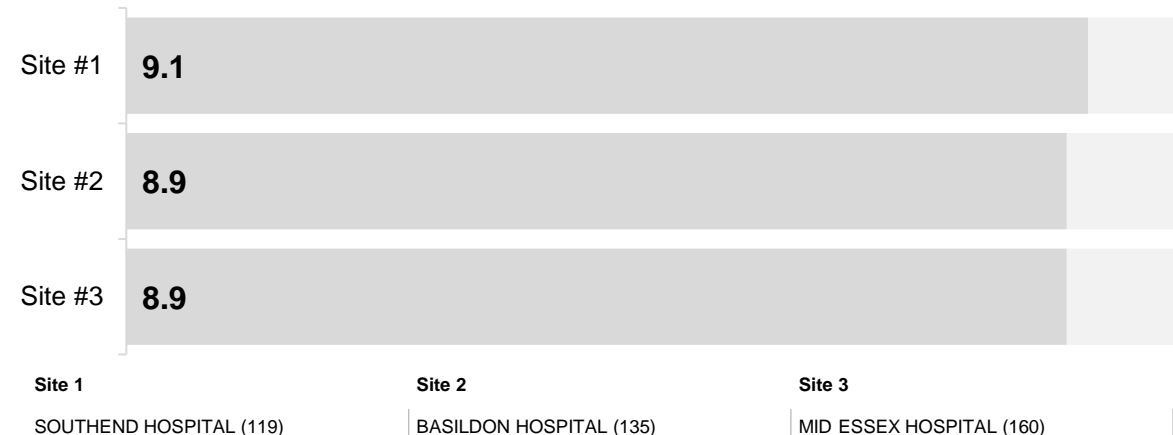 Site #1 9.1
Site #2 8.9
Site #3 8.9
Site 1 Site 2 Site 3
SOUTHEND HOSPITAL (119) BASILDON HOSPITAL (135) MID ESSEX HOSPITAL (160)